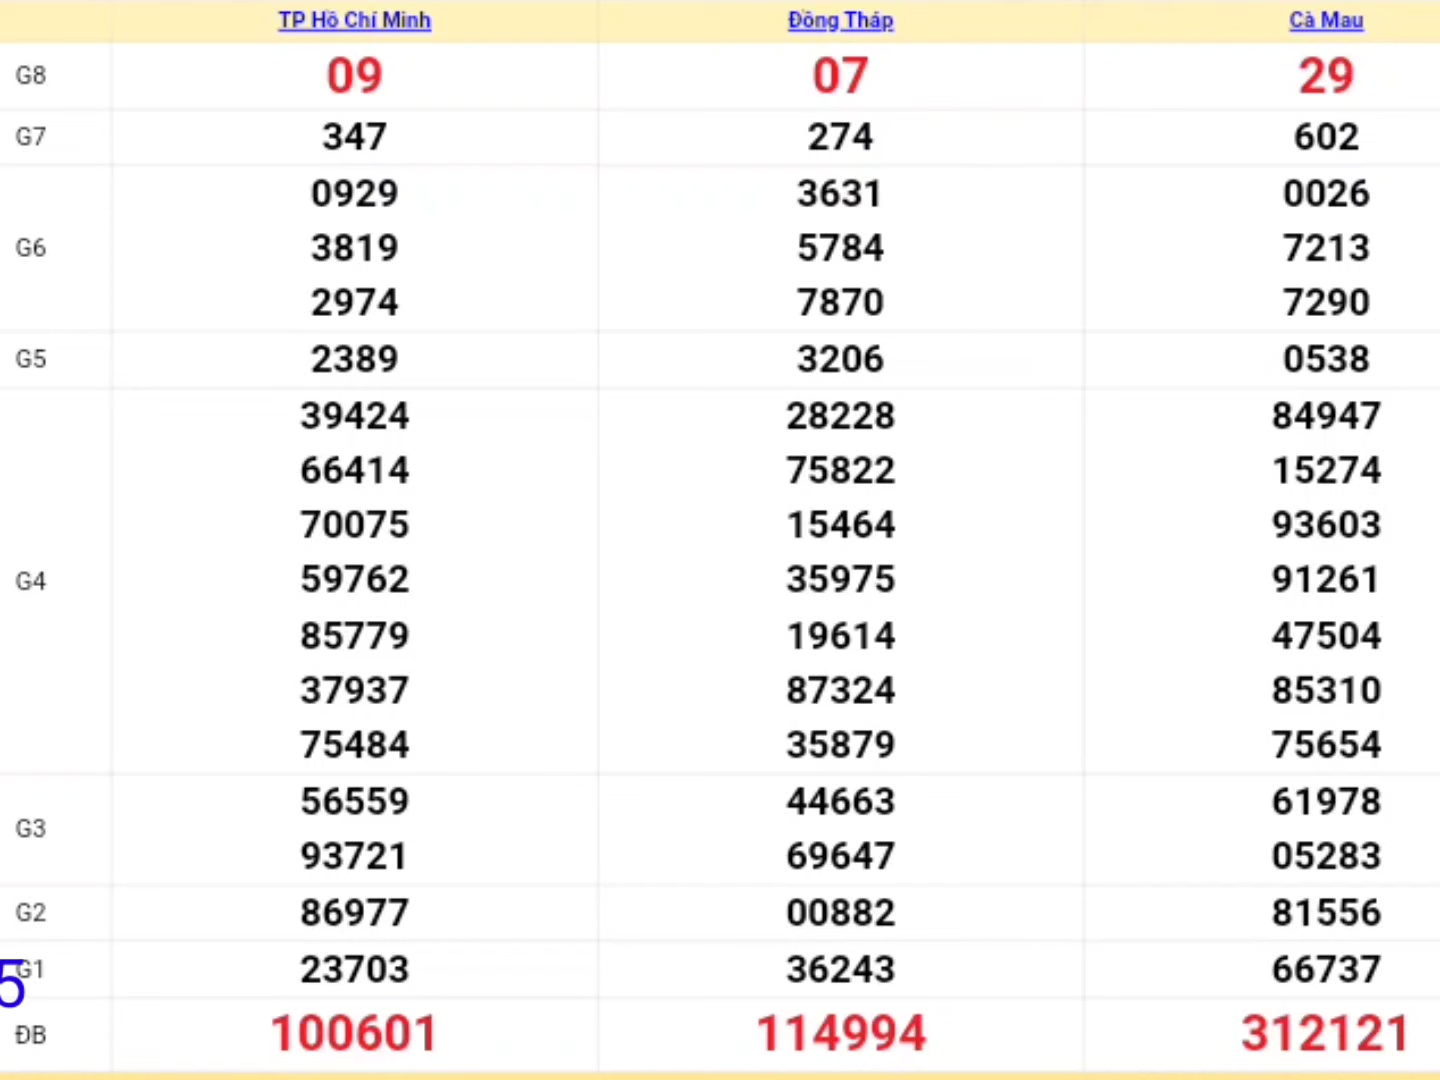 TP Hồ Chí Minh Đồng Tháp Cà Mau
G8 09 07 29
G7 347 274 602
0929 3631 0026
G6 3819 5784 7213
2974 7870 7290
G5 2389 3206 0538
39424 28228 84947
66414 75822 15274
70075 15464 93603
G4 59762 35975 91261
85779 19614 47504
37937 87324 85310
75484 35879 75654
G3
56559 44663 61978
93721 69647 05283
G2 86977 00882 81556
G1 23703 36243 66737
5
ĐB 100601 114994 312121